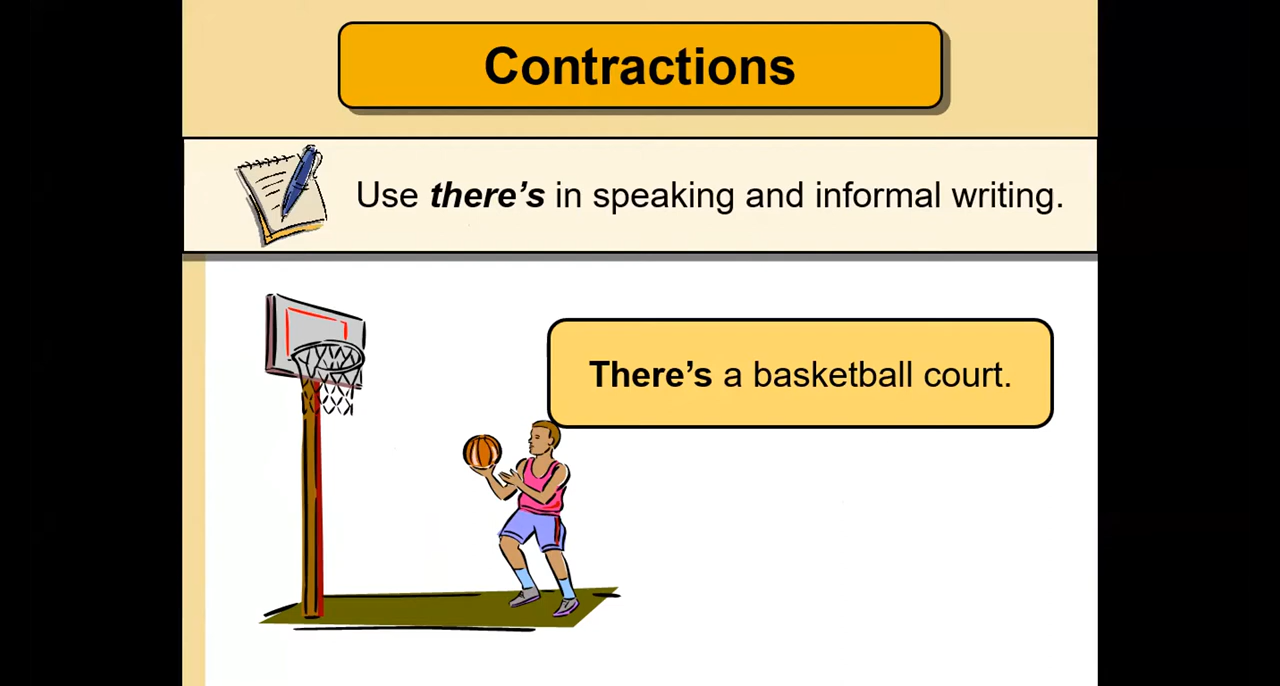 Contractions
Use there’s in speaking and informal writing.
There’s a basketball court.